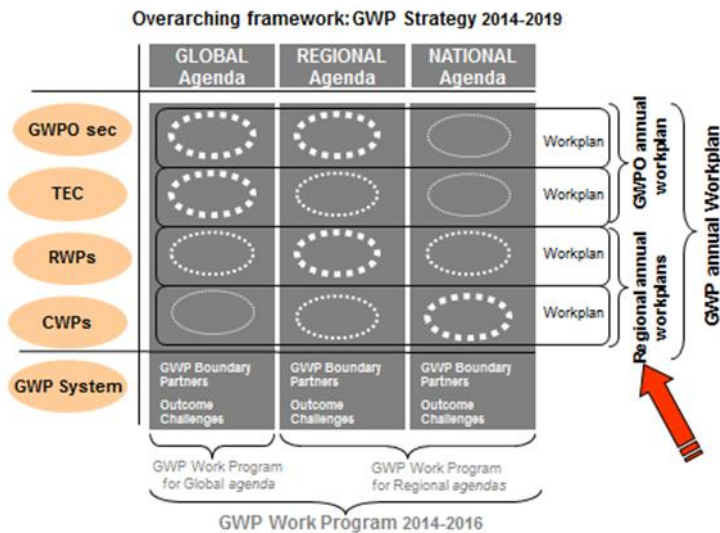 Overarching framework: GWP Strategy 2014-2019
GLOBAL
Agenda
REGIONAL
Agenda
NATIONAL
Agenda
GWPO sec
Workplan
TEC
Workplan
RWPs
Workplan
CWPs
Workplan
GWPO annual
workplan
Regional annual
workplans
GWP annual Workplan
GWP System
GWP Boundary
Partners
Outcome
Challenges
GWP Boundary
Partners
Outcome
Challenges
GWP Boundary
Partners
Outcome
Challenges
GWP Work Program
for Global agenda
GWP Work Program
for Regional agendas
GWP Work Program 2014-2016